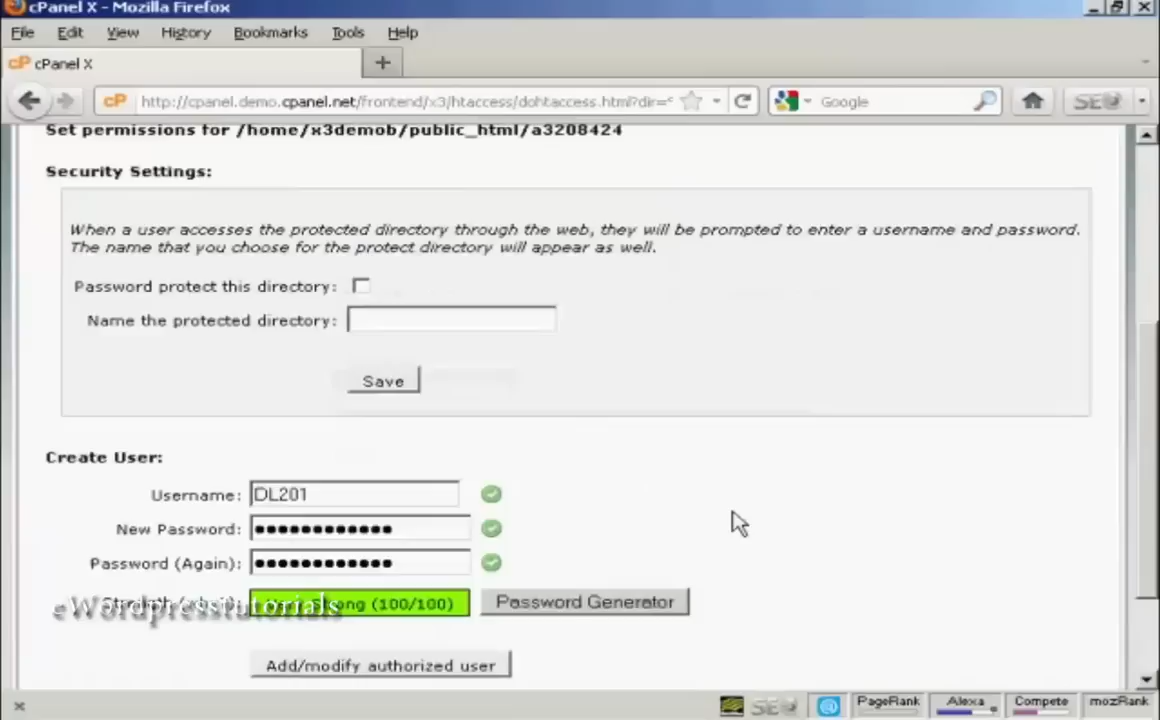 cPanel X - Mozilla Firefox
File Edit View History Bookmarks Tools Help
cP cPanel X
cP http://cpanel.demo.cpanel.net/frontend/x3/htaccess/dohtaccess.html?dir= Google SEO
Set permissions for /home/x3demob/public_html/a3208424
Security Settings:
When a user accesses the protected directory through the web, they will be prompted to enter a username and password.
The name that you choose for the protect directory will appear as well.
Password protect this directory:
Name the protected directory:
Save
Create User:
Username: DL201
New Password:
Password (Again):
(100/100) Password Generator
eWordpresstutorials
Add/modify authorized user
SEO PageRank Alexa Compete mozRank